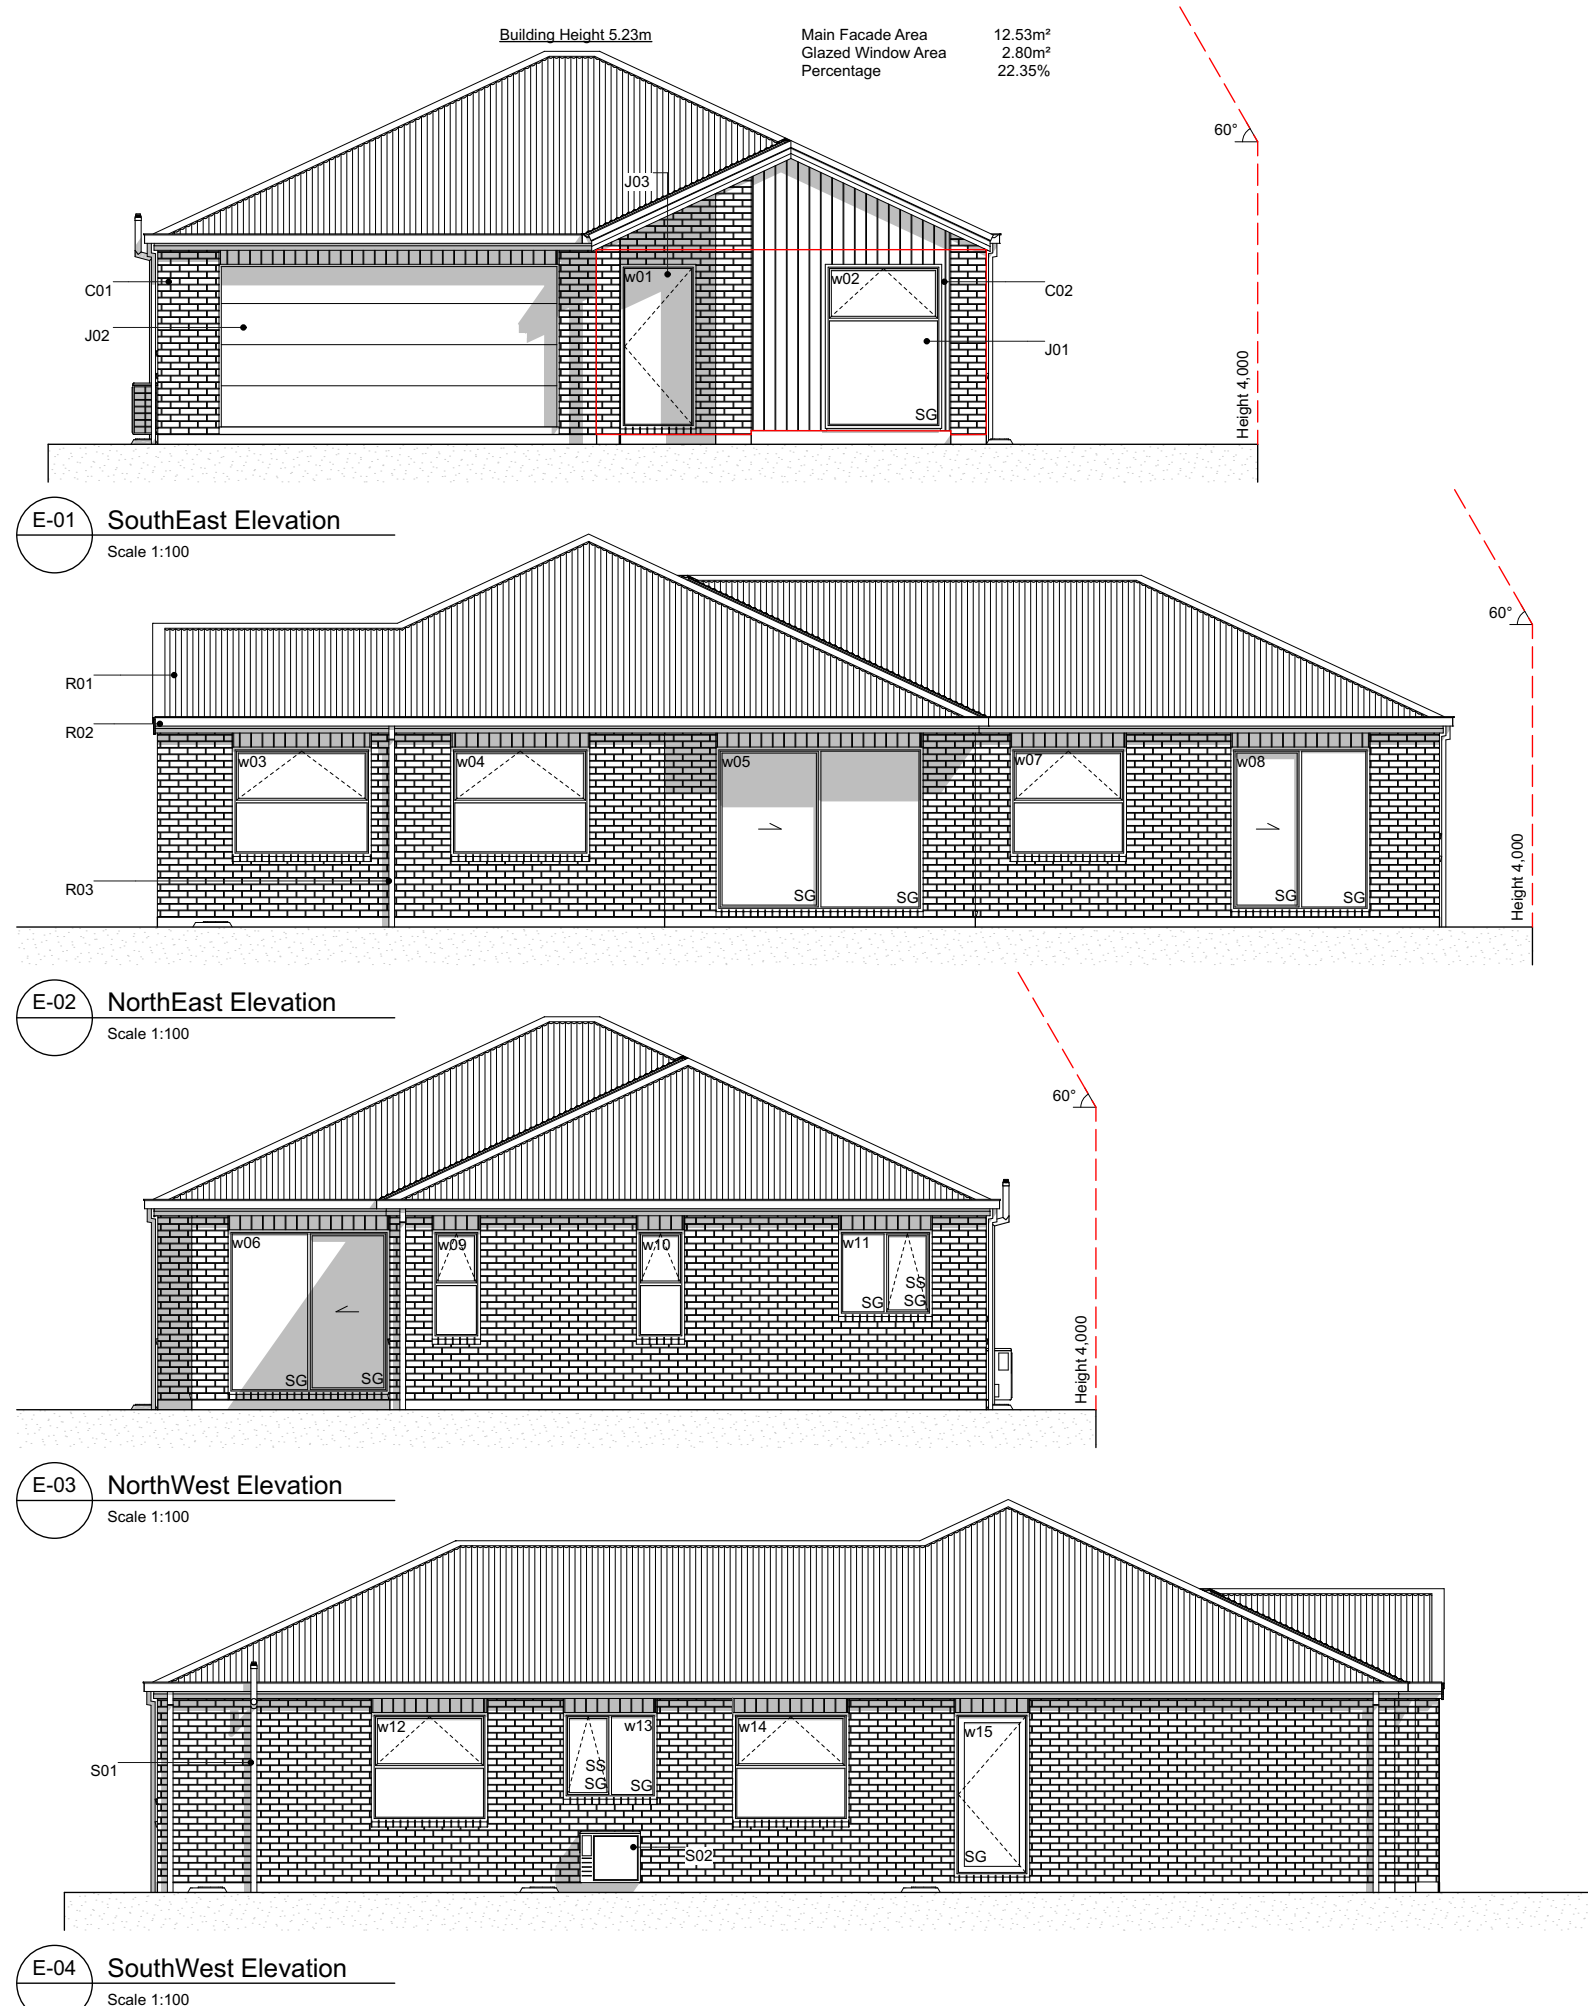 Building Height 5.23m
Main Facade Area 12.53m²
Glazed Window Area 2.80m²
Percentage 22.35%
60°
J03
w01
w02
C01
C02
J02
J01
SG
Height 4,000
E-01 SouthEast Elevation
Scale 1:100
60°
R01
R02
w03
w04
w05
w07
w08
R03
SG
SG
SG
SG
Height 4,000
E-02 NorthEast Elevation
Scale 1:100
60°
w06
w09
w10
w11
SS
SG
SG
SG
SG
Height 4,000
E-03 NorthWest Elevation
Scale 1:100
w12
w13
w14
w15
S01
SS
SG
SG
S02
SG
E-04 SouthWest Elevation
Scale 1:100